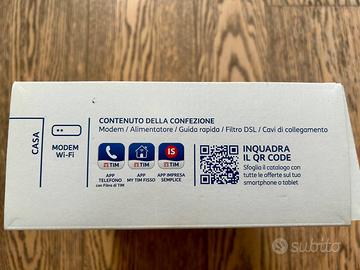 CASA
MODEM
Wi-Fi
CONTENUTO DELLA CONFEZIONE
Modem / Alimentatore / Guida rapida / Filtro DSL / Cavi di collegamento
TIM
TIM
IS
TIM
APP
TELEFONO
con Fibra di TIM
APP
MY TIM FISSO
APP IMPRESA
SEMPLICE
INQUADRA
IL QR CODE
Sfoglia il catalogo con
tutte le offerte sul tuo
smartphone o tablet
subito